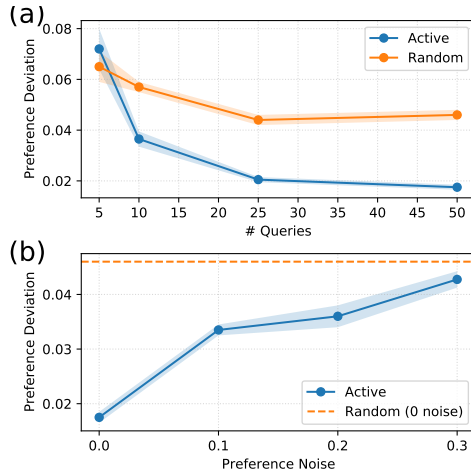 (a)
0.08
0.06
0.04
0.02
Preference Deviation
Active
Random
5 10 15 20 25 30 35 40 45 50
# Queries
(b)
0.04
0.03
0.02
Preference Deviation
Active
Random (0 noise)
0.0 0.1 0.2 0.3
Preference Noise